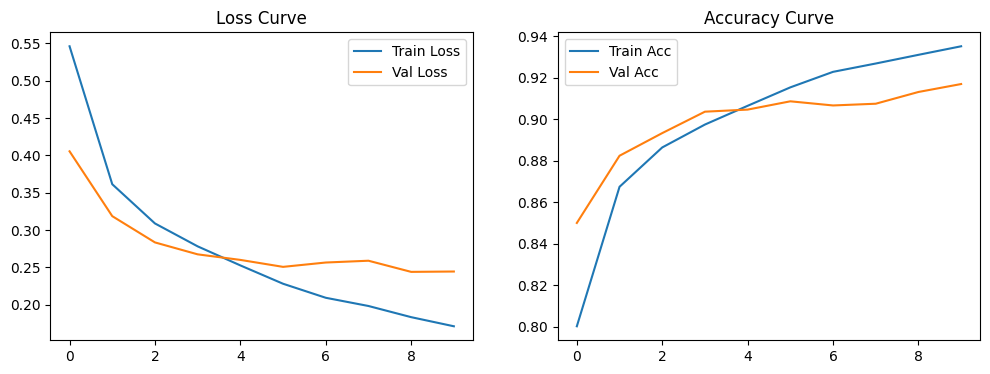 Loss Curve
Train Loss
Val Loss
0.55
0.50
0.45
0.40
0.35
0.30
0.25
0.20
0 2 4 6 8
Accuracy Curve
Train Acc
Val Acc
0.94
0.92
0.90
0.88
0.86
0.84
0.82
0.80
0 2 4 6 8